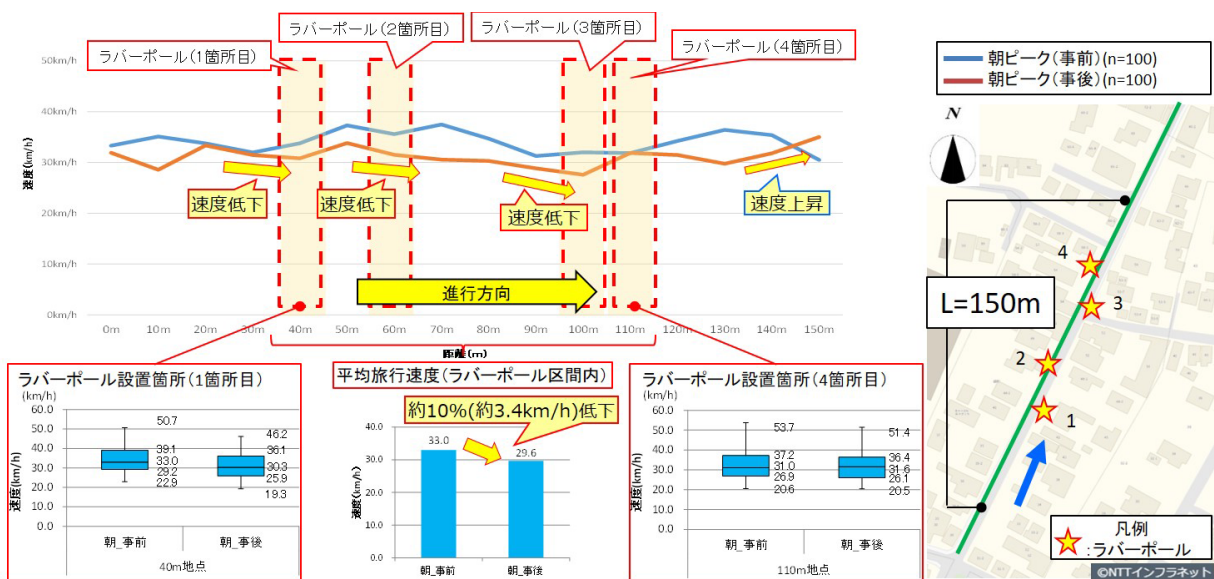 ラバーポール(1箇所目)
ラバーポール(2箇所目)
ラバーポール(3箇所目)
ラバーポール(4箇所目)
50km/h
40km/h
30km/h
20km/h
10km/h
0km/h
速度(km/h)
速度低下
速度低下
速度低下
速度上昇
進行方向
0m 10m 20m 30m 40m 50m 60m 70m 80m 90m 100m 110m 120m 130m 140m 150m
距離(m)
朝ピーク(事前)(n=100)
朝ピーク(事後)(n=100)
N
L=150m
4
3
2
1
凡例
:ラバーポール
©NTTインフラネット
ラバーポール設置箇所(1箇所目)
(km/h)
60.0
50.0
40.0
30.0
20.0
10.0
0.0
速度(km/h)
50.7
39.1
33.0
29.2
22.9
46.2
36.1
30.3
25.9
19.3
朝_事前 朝_事後
40m地点
平均旅行速度(ラバーポール区間内)
約10%(約3.4km/h)低下
40.0
30.0
20.0
10.0
0.0
速度(km/h)
33.0
29.6
朝_事前 朝_事後
ラバーポール設置箇所(4箇所目)
(km/h)
60.0
50.0
40.0
30.0
20.0
10.0
0.0
速度(km/h)
53.7
37.2
31.0
26.9
20.6
51.4
36.4
31.6
26.1
20.5
朝_事前 朝_事後
110m地点